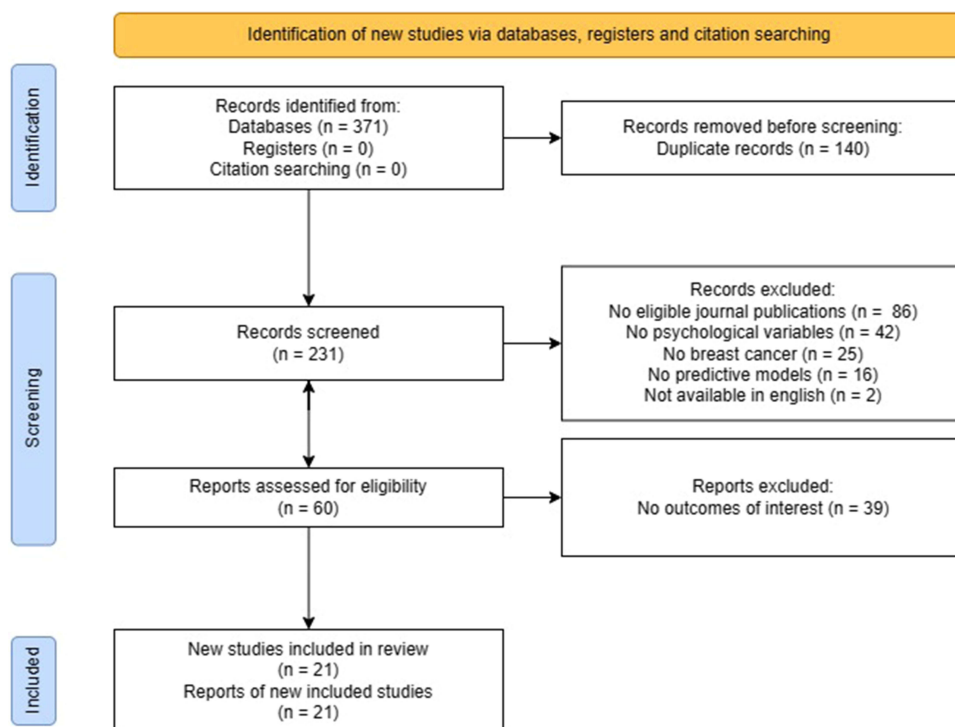 Identification of new studies via databases, registers and citation searching
Identification
Records identified from:
Databases (n = 371)
Registers (n = 0)
Citation searching (n = 0)
Records removed before screening:
Duplicate records (n = 140)
Screening
Records screened
(n = 231)
Records excluded:
No eligible journal publications (n =  86)
No psychological variables (n = 42)
No breast cancer (n = 25)
No predictive models (n = 16)
Not available in english (n = 2)
Reports assessed for eligibility
(n = 60)
Reports excluded:
No outcomes of interest (n = 39)
Included
New studies included in review
(n = 21)
Reports of new included studies
(n = 21)